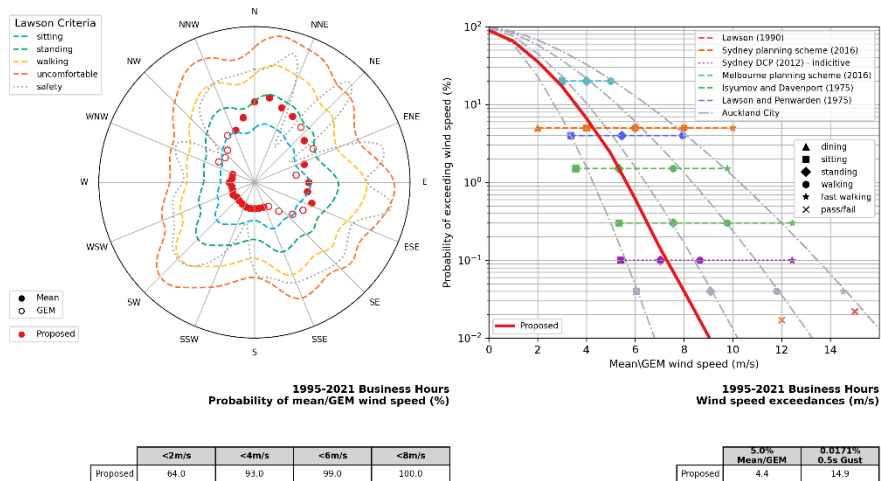 Lawson Criteria
sitting
standing
walking
uncomfortable
safety
N
NNE
NNW
NW
WNW
W
WSW
SW
SSW
S
SSE
SE
ESE
E
ENE
Mean
GEM
Proposed
1995-2021 Business Hours
Probability of mean/GEM wind speed (%)
<2m/s <4m/s <6m/s <8m/s
Proposed 64.0 93.0 99.0 100.0
Probability of exceeding wind speed (%)
10²
10¹
10⁰
10⁻¹
10⁻²
0 2 4 6 8 10 12 14
Mean\GEM wind speed (m/s)
Lawson (1990)
Sydney planning scheme (2016)
Sydney DCP (2012) - indicitive
Melbourne planning scheme (2016)
Isyumov and Davenport (1975)
Lawson and Penwarden (1975)
Auckland City
dining
sitting
standing
walking
fast walking
pass/fail
Proposed
1995-2021 Business Hours
Wind speed exceedances (m/s)
5.0% 0.0171%
Mean/GEM 0.5s Gust
Proposed 4.4 14.9